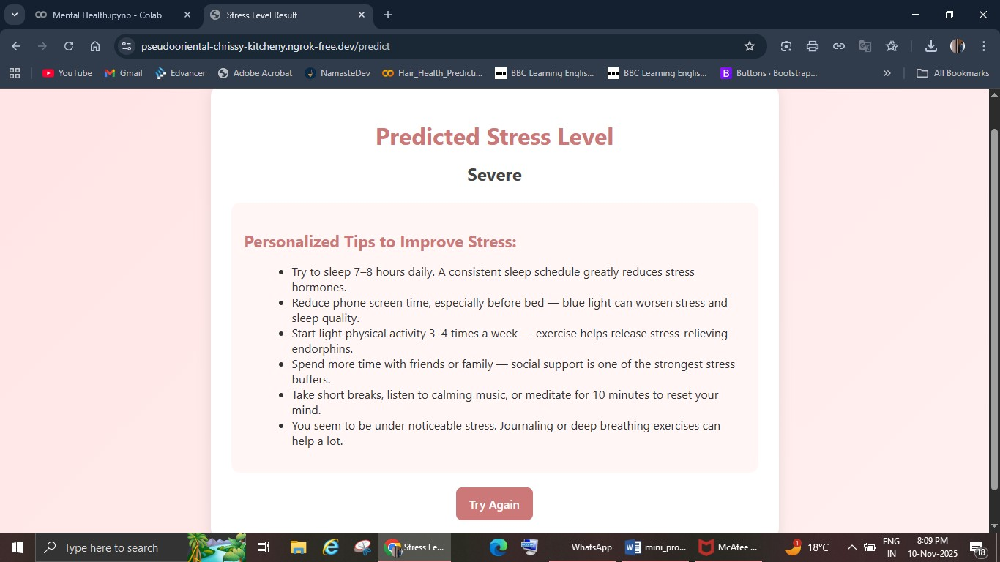 Mental Health.ipynb - Colab
Stress Level Result
pseudooriental-chrissy-kitcheny.ngrok-free.dev/predict
YouTube
Gmail
Edvancer
Adobe Acrobat
NamasteDev
Hair_Health_Predicti...
BBC Learning Englis...
BBC Learning Englis...
B
Buttons · Bootstrap...
»
All Bookmarks
Predicted Stress Level
Severe
Personalized Tips to Improve Stress:
• Try to sleep 7–8 hours daily. A consistent sleep schedule greatly reduces stress
hormones.
• Reduce phone screen time, especially before bed — blue light can worsen stress and
sleep quality.
• Start light physical activity 3–4 times a week — exercise helps release stress-relieving
endorphins.
• Spend more time with friends or family — social support is one of the strongest stress
buffers.
• Take short breaks, listen to calming music, or meditate for 10 minutes to reset your
mind.
• You seem to be under noticeable stress. Journaling or deep breathing exercises can
help a lot.
Try Again
Type here to search
Stress Le...
WhatsApp
mini_pro...
McAfee ...
1
18°C
ENG
IN
8:09 PM
10-Nov-2025
18